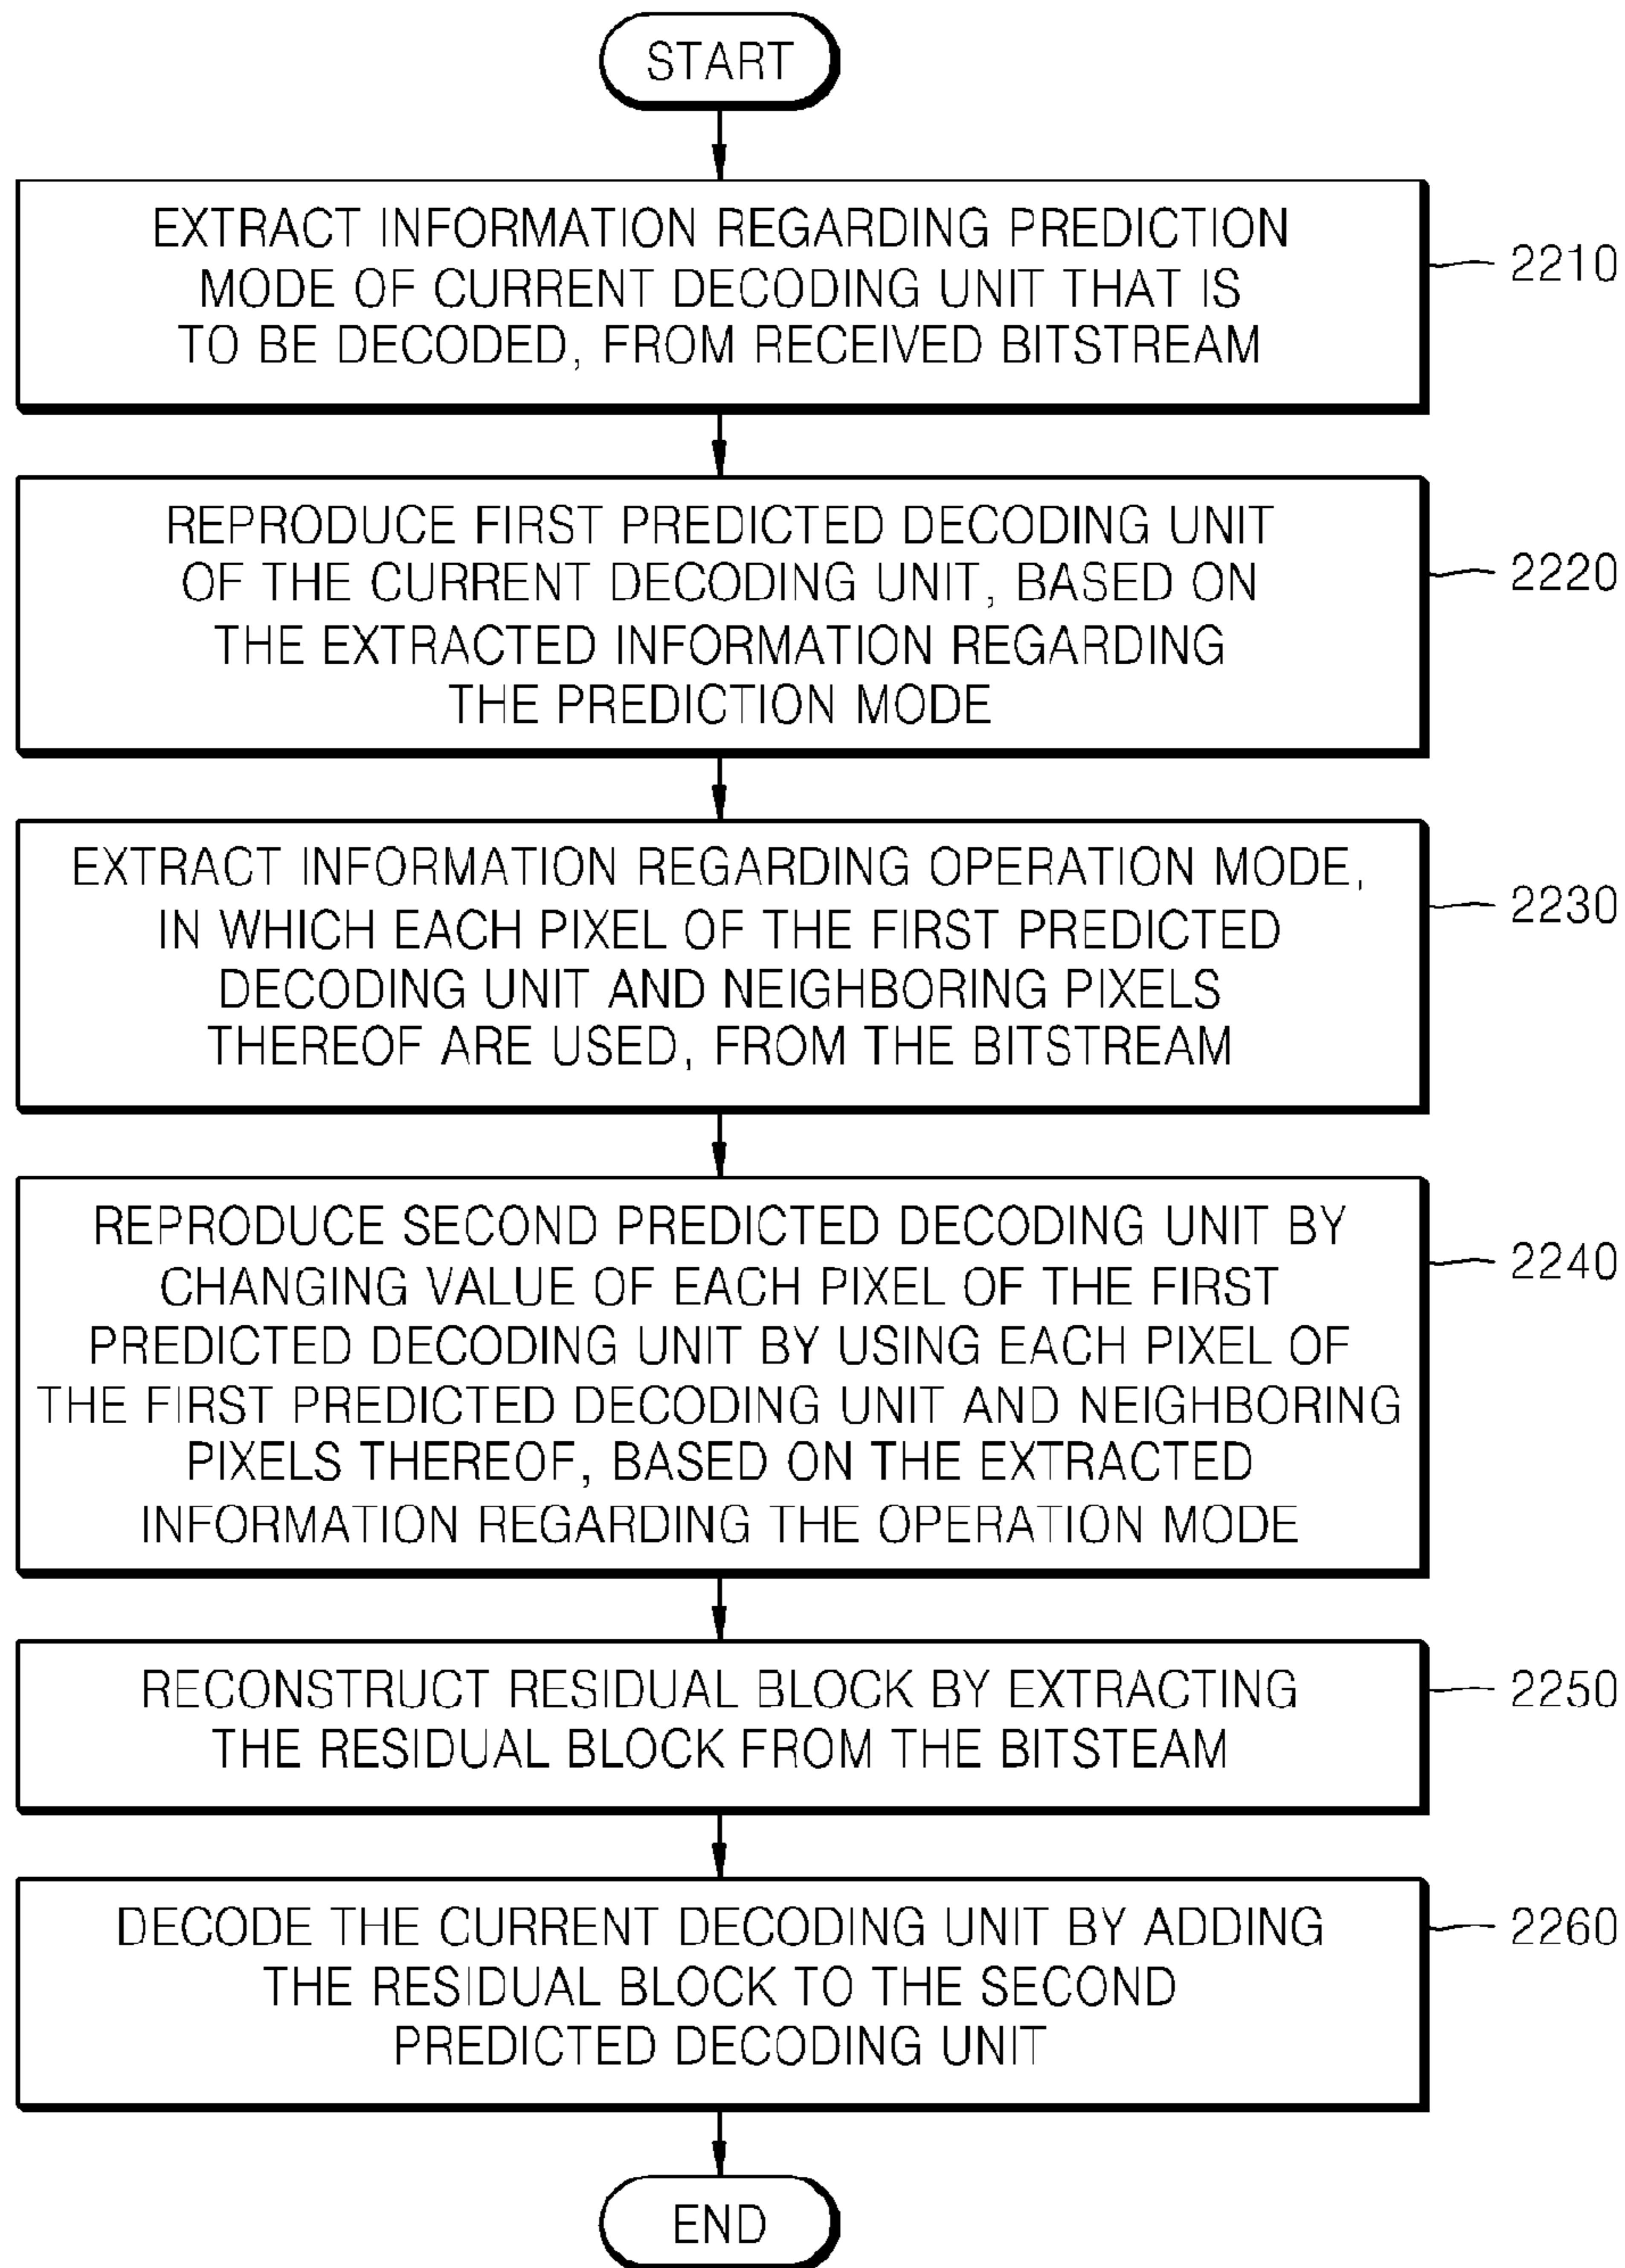 START
EXTRACT INFORMATION REGARDING PREDICTION
MODE OF CURRENT DECODING UNIT THAT IS
TO BE DECODED, FROM RECEIVED BITSTREAM
2210
REPRODUCE FIRST PREDICTED DECODING UNIT
OF THE CURRENT DECODING UNIT, BASED ON
THE EXTRACTED INFORMATION REGARDING
THE PREDICTION MODE
2220
EXTRACT INFORMATION REGARDING OPERATION MODE,
IN WHICH EACH PIXEL OF THE FIRST PREDICTED
DECODING UNIT AND NEIGHBORING PIXELS
THEREOF ARE USED, FROM THE BITSTREAM
2230
REPRODUCE SECOND PREDICTED DECODING UNIT BY
CHANGING VALUE OF EACH PIXEL OF THE FIRST
PREDICTED DECODING UNIT BY USING EACH PIXEL OF
THE FIRST PREDICTED DECODING UNIT AND NEIGHBORING
PIXELS THEREOF, BASED ON THE EXTRACTED
INFORMATION REGARDING THE OPERATION MODE
2240
RECONSTRUCT RESIDUAL BLOCK BY EXTRACTING
THE RESIDUAL BLOCK FROM THE BITSTEAM
2250
DECODE THE CURRENT DECODING UNIT BY ADDING
THE RESIDUAL BLOCK TO THE SECOND
PREDICTED DECODING UNIT
2260
END